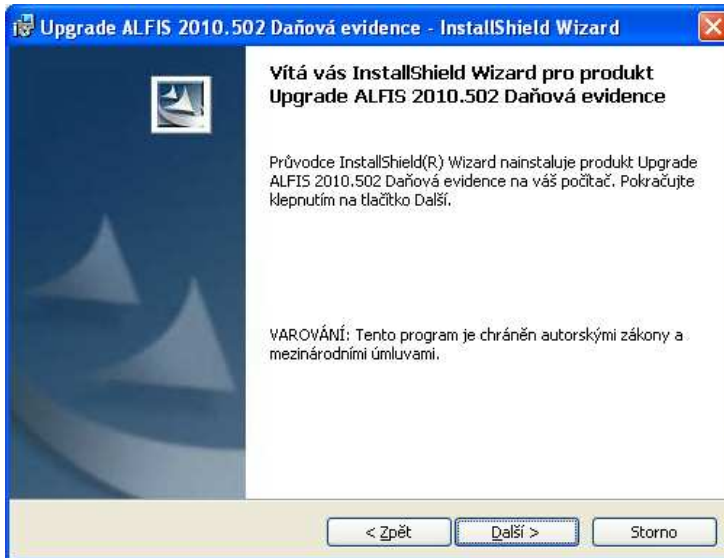 Upgrade ALFIS 2010.502 Daňová evidence - InstallShield Wizard
Vítá vás InstallShield Wizard pro produkt
Upgrade ALFIS 2010.502 Daňová evidence
Průvodce InstallShield(R) Wizard nainstaluje produkt Upgrade
ALFIS 2010.502 Daňová evidence na váš počítač. Pokračujte
klepnutím na tlačítko Další.
VAROVÁNÍ: Tento program je chráněn autorskými zákony a
mezinárodními úmluvami.
< Zpět Další > Storno